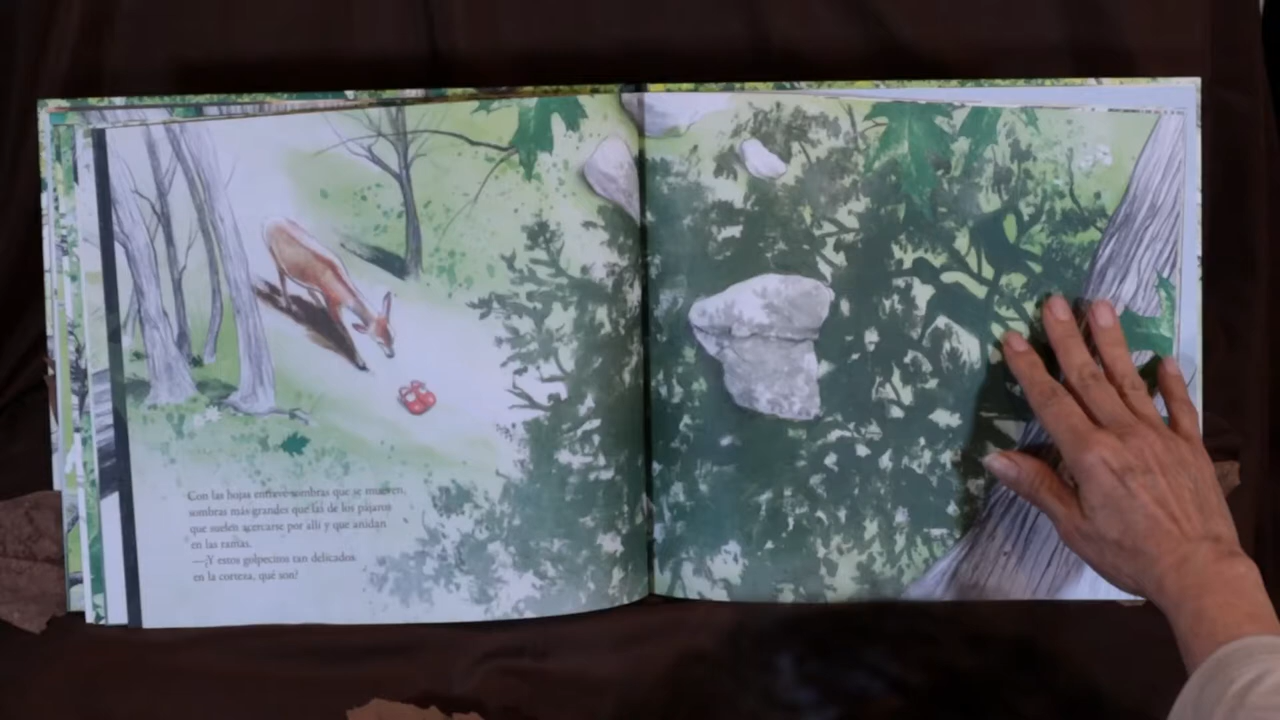 Con las hojas entrevé sombras que se mueven,
sombras más grandes que las de los pájaros
que suelen acercarse por allí y que anidan
en las ramas.
—¿Y estos golpecitos tan delicados
en la corteza, qué son?